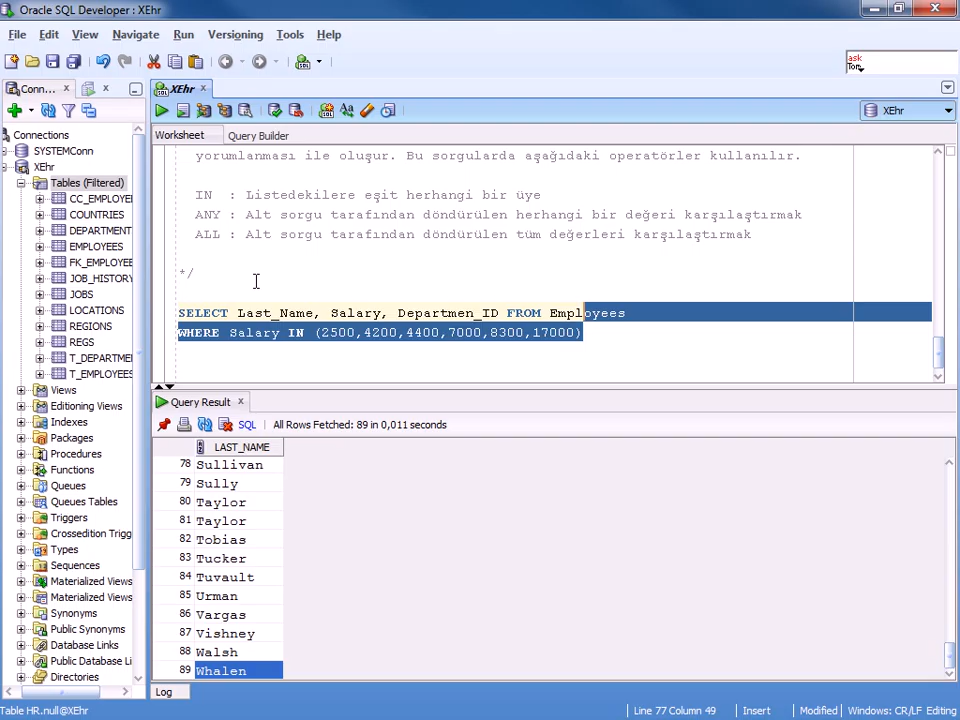 Oracle SQL Developer : XEhr
File Edit View Navigate Run Versioning Tools Help
ask Tom
Conn... XEhr
XEhr
Worksheet Query Builder
Connections
SYSTEMConn
XEhr
Tables (Filtered)
CC_EMPLOYE
COUNTRIES
DEPARTMENT
EMPLOYEES
FK_EMPLOYEE
JOB_HISTORY
JOBS
LOCATIONS
REGIONS
REGS
T_DEPARTME
T_EMPLOYEES
Views
Editioning Views
Indexes
Packages
Procedures
Functions
Queues
Queues Tables
Triggers
Crossedition Trigg
Types
Sequences
Materialized Views
Materialized Views
Synonyms
Public Synonyms
Database Links
Public Database Li
Directories
yorumlanması ile oluşur. Bu sorgularda aşağıdaki operatörler kullanılır.
IN : Listedekilere eşit herhangi bir üye
ANY : Alt sorgu tarafından döndürülen herhangi bir değeri karşılaştırmak
ALL : Alt sorgu tarafından döndürülen tüm değerleri karşılaştırmak
*/
SELECT Last_Name, Salary, Departmen_ID FROM Employees
WHERE Salary IN (2500,4200,4400,7000,8300,17000)
Query Result
SQL All Rows Fetched: 89 in 0,011 seconds
LAST_NAME
78 Sullivan
79 Sully
80 Taylor
81 Taylor
82 Tobias
83 Tucker
84 Tuvault
85 Urman
86 Vargas
87 Vishney
88 Walsh
89 Whalen
Log
Table HR.null@XEhr Line 77 Column 49 Insert Modified Windows: CR/LF Editing